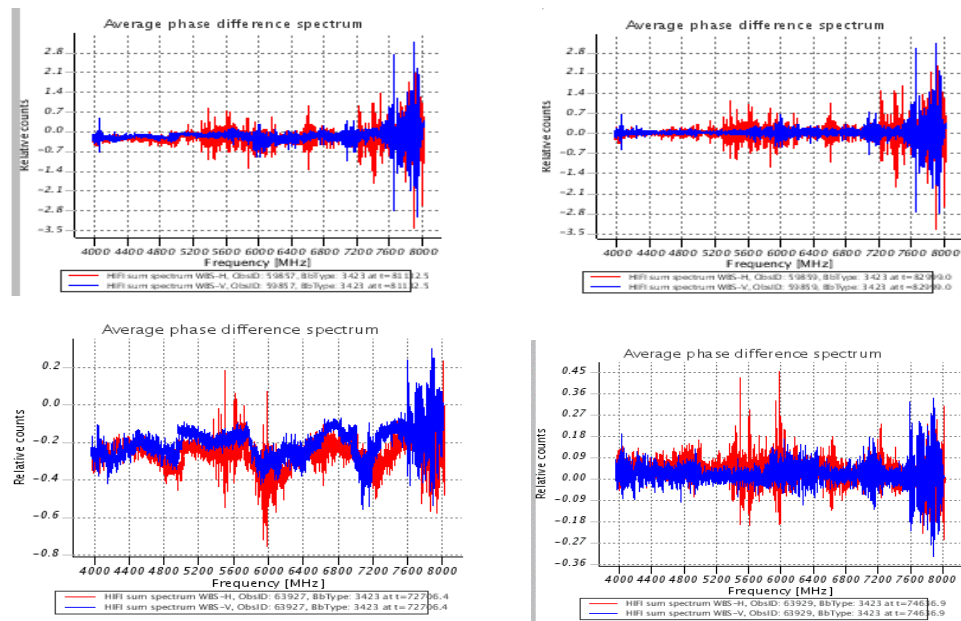 Average phase difference spectrum
Relative counts
2.8
2.1
1.4
0.7
0.0
-0.7
-1.4
-2.1
-2.8
-3.5
4000 4400 4800 5200 5600 6000 6400 6800 7200 7600 8000
Frequency [MHz]
HIFI sum spectrum WBS-H, ObsID: 59857, BbType: 3423 at t=81132.5
HIFI sum spectrum WBS-V, ObsID: 59857, BbType: 3423 at t=81132.5
Average phase difference spectrum
Relative counts
2.8
2.1
1.4
0.7
0.0
-0.7
-1.4
-2.1
-2.8
-3.5
4000 4400 4800 5200 5600 6000 6400 6800 7200 7600 8000
Frequency [MHz]
HIFI sum spectrum WBS-H, ObsID: 59859, BbType: 3423 at t=82999.0
HIFI sum spectrum WBS-V, ObsID: 59859, BbType: 3423 at t=82999.0
Average phase difference spectrum
Relative counts
0.2
0.0
-0.2
-0.4
-0.6
-0.8
4000 4400 4800 5200 5600 6000 6400 6800 7200 7600 8000
Frequency [MHz]
HIFI sum spectrum WBS-H, ObsID: 63927, BbType: 3423 at t=72706.4
HIFI sum spectrum WBS-V, ObsID: 63927, BbType: 3423 at t=72706.4
Average phase difference spectrum
Relative counts
0.45
0.36
0.27
0.18
0.09
0.00
-0.09
-0.18
-0.27
-0.36
4000 4400 4800 5200 5600 6000 6400 6800 7200 7600 8000
Frequency [MHz]
HIFI sum spectrum WBS-H, ObsID: 63929, BbType: 3423 at t=74636.9
HIFI sum spectrum WBS-V, ObsID: 63929, BbType: 3423 at t=74636.9